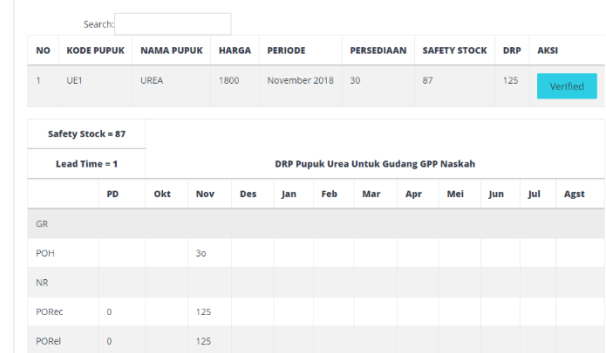 Search:
NO KODE PUPUK NAMA PUPUK HARGA PERIODE PERSEDIAAN SAFETY STOCK DRP AKSI
1 UE1 UREA 1800 November 2018 30 87 125 Verified
Safety Stock = 87
Lead Time = 1 DRP Pupuk Urea Untuk Gudang GPP Naskah
PD Okt Nov Des Jan Feb Mar Apr Mei Jun Jul Agst
GR
POH 3o
NR
PORec 0 125
PORel 0 125